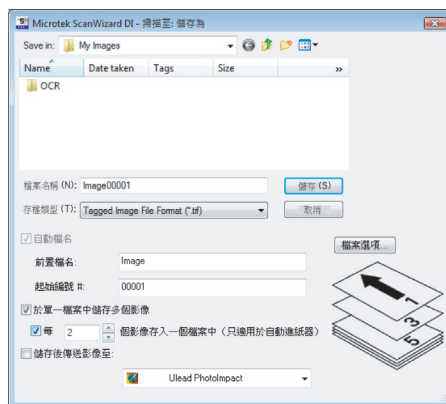 Microtek ScanWizard DI - 掃描至: 儲存為
Save in: My Images
Name Date taken Tags Size »
OCR
檔案名稱 (N): Image00001 儲存 (S)
存檔類型 (T): Tagged Image File Format (*.tif) 取消
自動檔名
檔案選項...
前置檔名: Image
起始編號 #: 00001
於單一檔案中儲存多個影像
每 2 個影像存入一個檔案中（只適用於自動進紙器）
儲存後傳送影像至:
Ulead PhotoImpact
1
3
5